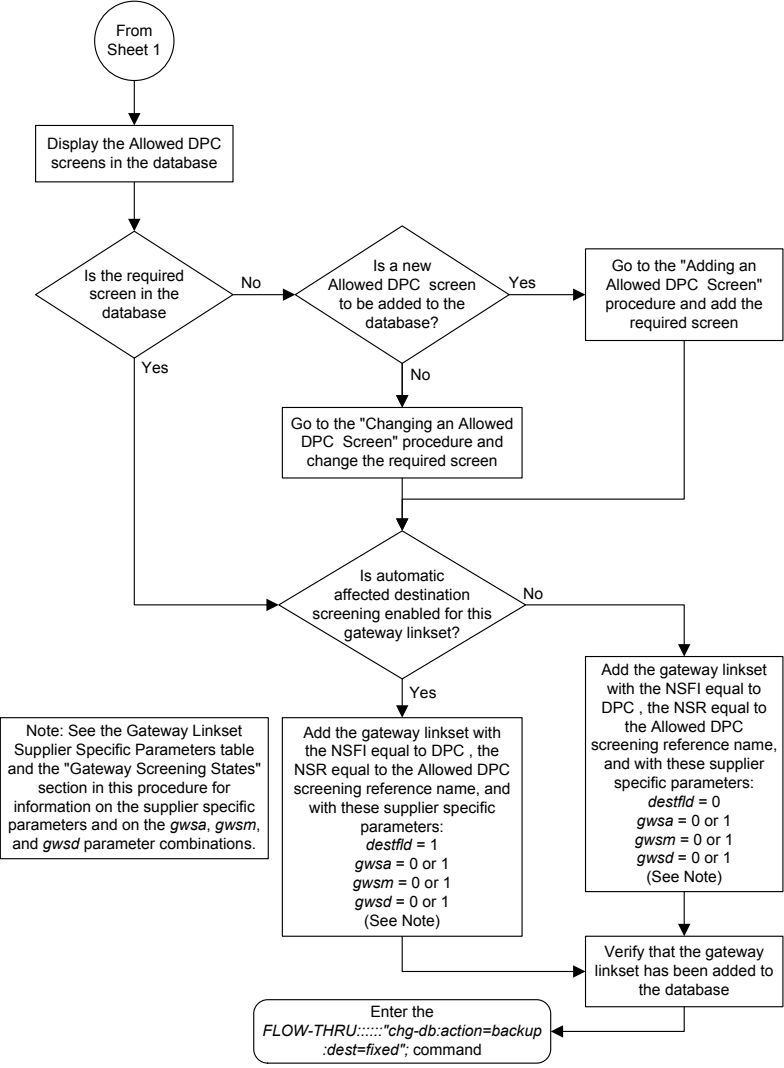 From
Sheet 1
Display the Allowed DPC
screens in the database
Is the required
screen in the
database
No
Yes
Is a new
Allowed DPC screen
to be added to the
database?
Yes
No
Go to the "Adding an
Allowed DPC Screen"
procedure and add the
required screen
Go to the "Changing an Allowed
DPC Screen" procedure and
change the required screen
Is automatic
affected destination
screening enabled for this
gateway linkset?
No
Yes
Note: See the Gateway Linkset
Supplier Specific Parameters table
and the "Gateway Screening States"
section in this procedure for
information on the supplier specific
parameters and on the gwsa, gwsm,
and gwsd parameter combinations.
Add the gateway linkset with
the NSFI equal to DPC , the
NSR equal to the Allowed DPC
screening reference name, and
with these supplier specific
parameters:
destfld = 1
gwsa = 0 or 1
gwsm = 0 or 1
gwsd = 0 or 1
(See Note)
Add the gateway linkset
with the NSFI equal to
DPC , the NSR equal to
the Allowed DPC
screening reference name,
and with these supplier
specific parameters:
destfld = 0
gwsa = 0 or 1
gwsm = 0 or 1
gwsd = 0 or 1
(See Note)
Verify that the gateway
linkset has been added to
the database
Enter the
FLOW-THRU::::::"chg-db:action=backup
:dest=fixed"; command